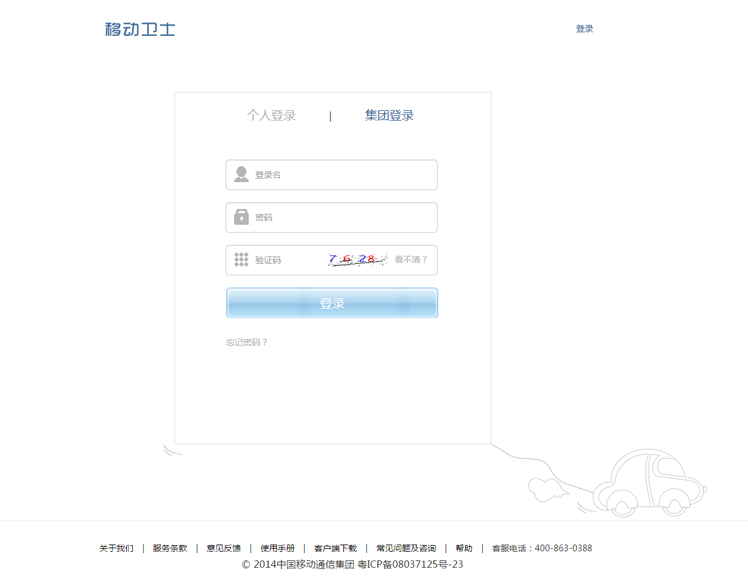 移动卫士
登录
个人登录 | 集团登录
登录名
密码
验证码 7628 看不清？
登录
忘记密码？
关于我们 | 服务条款 | 意见反馈 | 使用手册 | 客户端下载 | 常见问题及咨询 | 帮助 | 客服电话：400-863-0388
© 2014中国移动通信集团 粤ICP备08037125号-23